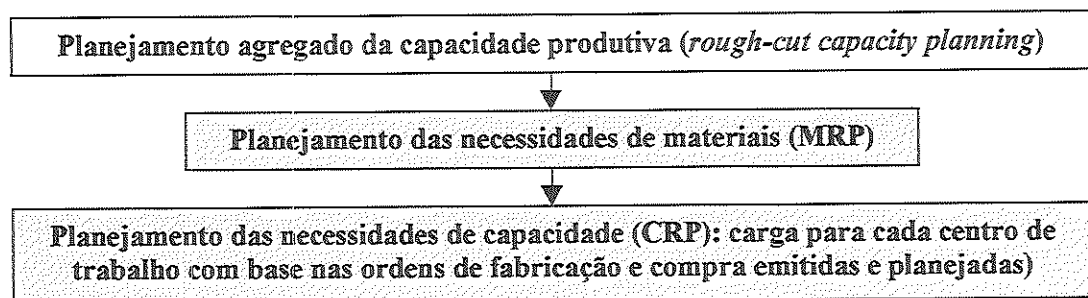 Planejamento agregado da capacidade produtiva (rough-cut capacity planning)
Planejamento das necessidades de materiais (MRP)
Planejamento das necessidades de capacidade (CRP): carga para cada centro de
trabalho com base nas ordens de fabricação e compra emitidas e planejadas)